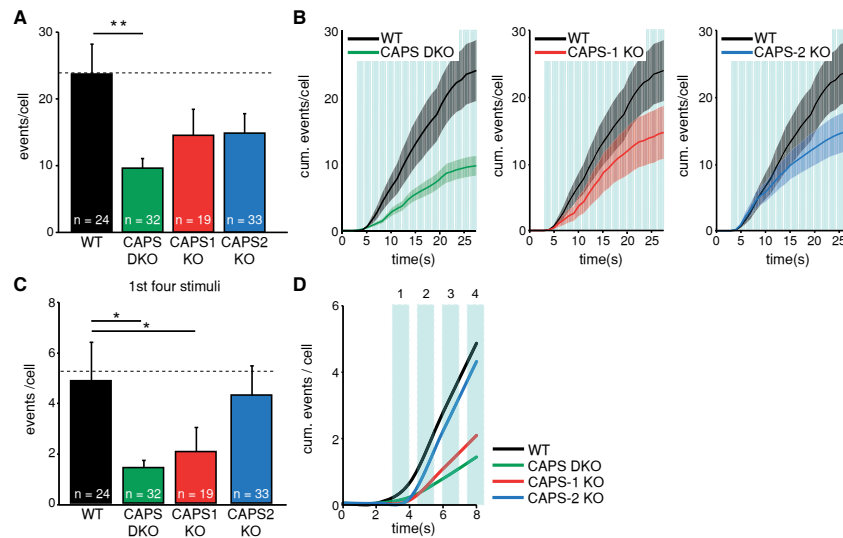 A
**
events/cell
30
20
10
0
n = 24
n = 32
n = 19
n = 33
WT
CAPS DKO
CAPS1 KO
CAPS2 KO
B
WT
CAPS DKO
cum. events/cell
30
20
10
0
0 5 10 15 20 25
time(s)
WT
CAPS-1 KO
cum. events/cell
30
20
10
0
0 5 10 15 20 25
time(s)
WT
CAPS-2 KO
cum. events/cell
30
20
10
0
0 5 10 15 20 25
time(s)
C
1st four stimuli
*
*
events /cell
8
6
4
2
0
n = 24
n = 32
n = 19
n = 33
WT
CAPS DKO
CAPS1 KO
CAPS2 KO
D
1 2 3 4
cum. events / cell
6
4
2
0
0 2 4 6 8
time(s)
WT
CAPS DKO
CAPS-1 KO
CAPS-2 KO